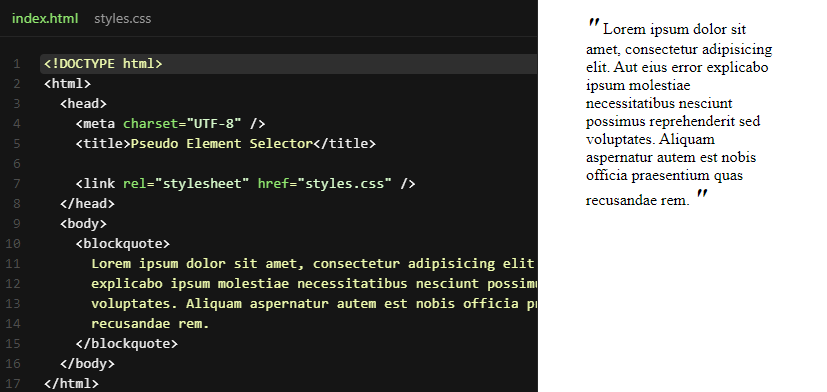 index.html styles.css
1 <!DOCTYPE html>
2 <html>
3 <head>
4 <meta charset="UTF-8" />
5 <title>Pseudo Element Selector</title>
6
7 <link rel="stylesheet" href="styles.css" />
8 </head>
9 <body>
10 <blockquote>
11 Lorem ipsum dolor sit amet, consectetur adipisicing elit
12 explicabo ipsum molestiae necessitatibus nesciunt possimu
13 voluptates. Aliquam aspernatur autem est nobis officia p
14 recusandae rem.
15 </blockquote>
16 </body>
17 </html>
" Lorem ipsum dolor sit
amet, consectetur adipisicing
elit. Aut eius error explicabo
ipsum molestiae
necessitatibus nesciunt
possimus reprehenderit sed
voluptates. Aliquam
aspernatur autem est nobis
officia praesentium quas
recusandae rem. "